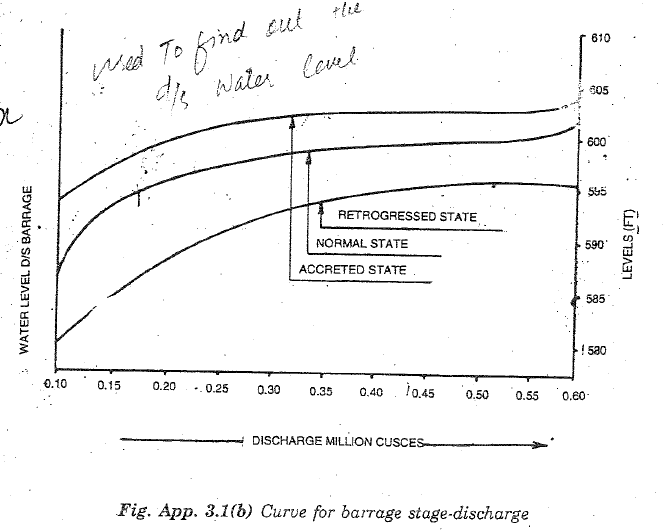 used To find out the
d/s water level
610
605
600
595
590
585
580
LEVELS (FT)
WATER LEVEL D/S BARRAGE
RETROGRESSED STATE
NORMAL STATE
ACCRETED STATE
0.10 0.15 0.20 0.25 0.30 0.35 0.40 0.45 0.50 0.55 0.60
DISCHARGE MILLION CUSCES
Fig. App. 3.1(b) Curve for barrage stage-discharge